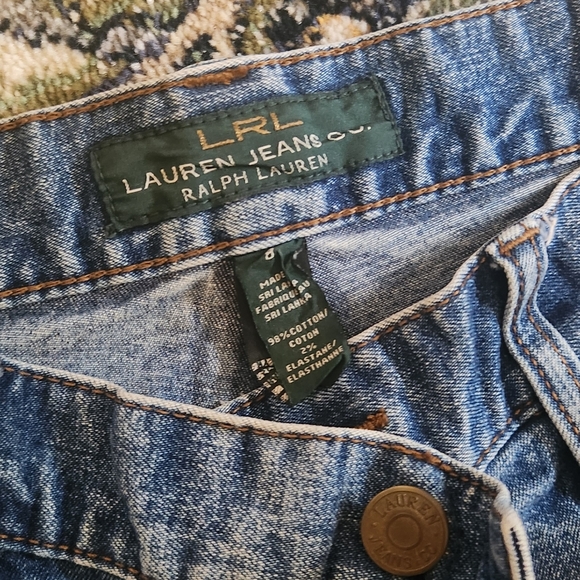 LRL
LAUREN JEANS CO.
RALPH LAUREN
8
MADE
SRI LANKA
FABRIQUÉ AU
SRI LANKA
98% COTTON/
COTON
2%
ELASTANE/
ELASTHANNE
LAUREN
JEANS CO.